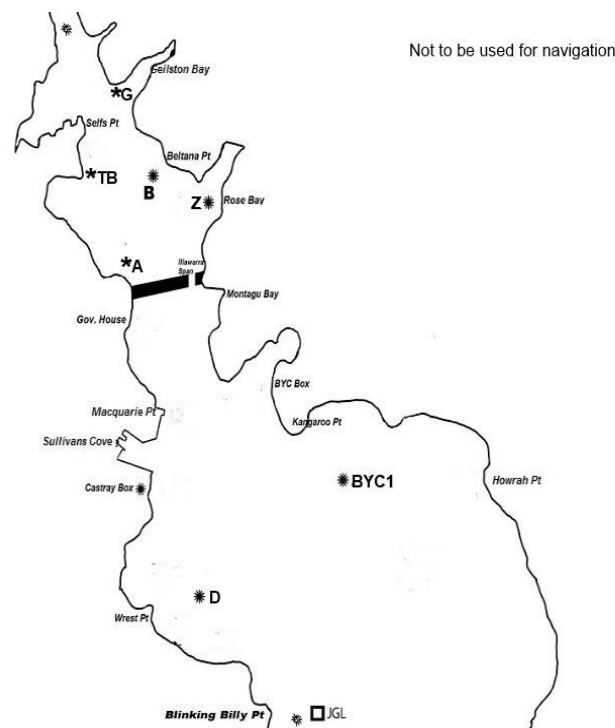 Not to be used for navigation
Geilston Bay
*G
Selfs Pt
Beltana Pt
*TB
B
Z
Rose Bay
*A
Illawarra
Span
Montagu Bay
Gov. House
BYC Box
Macquarie Pt
Kangaroo Pt
Sullivans Cove
BYC1
Howrah Pt
Castray Box
D
Wrest Pt
Blinking Billy Pt
JGL